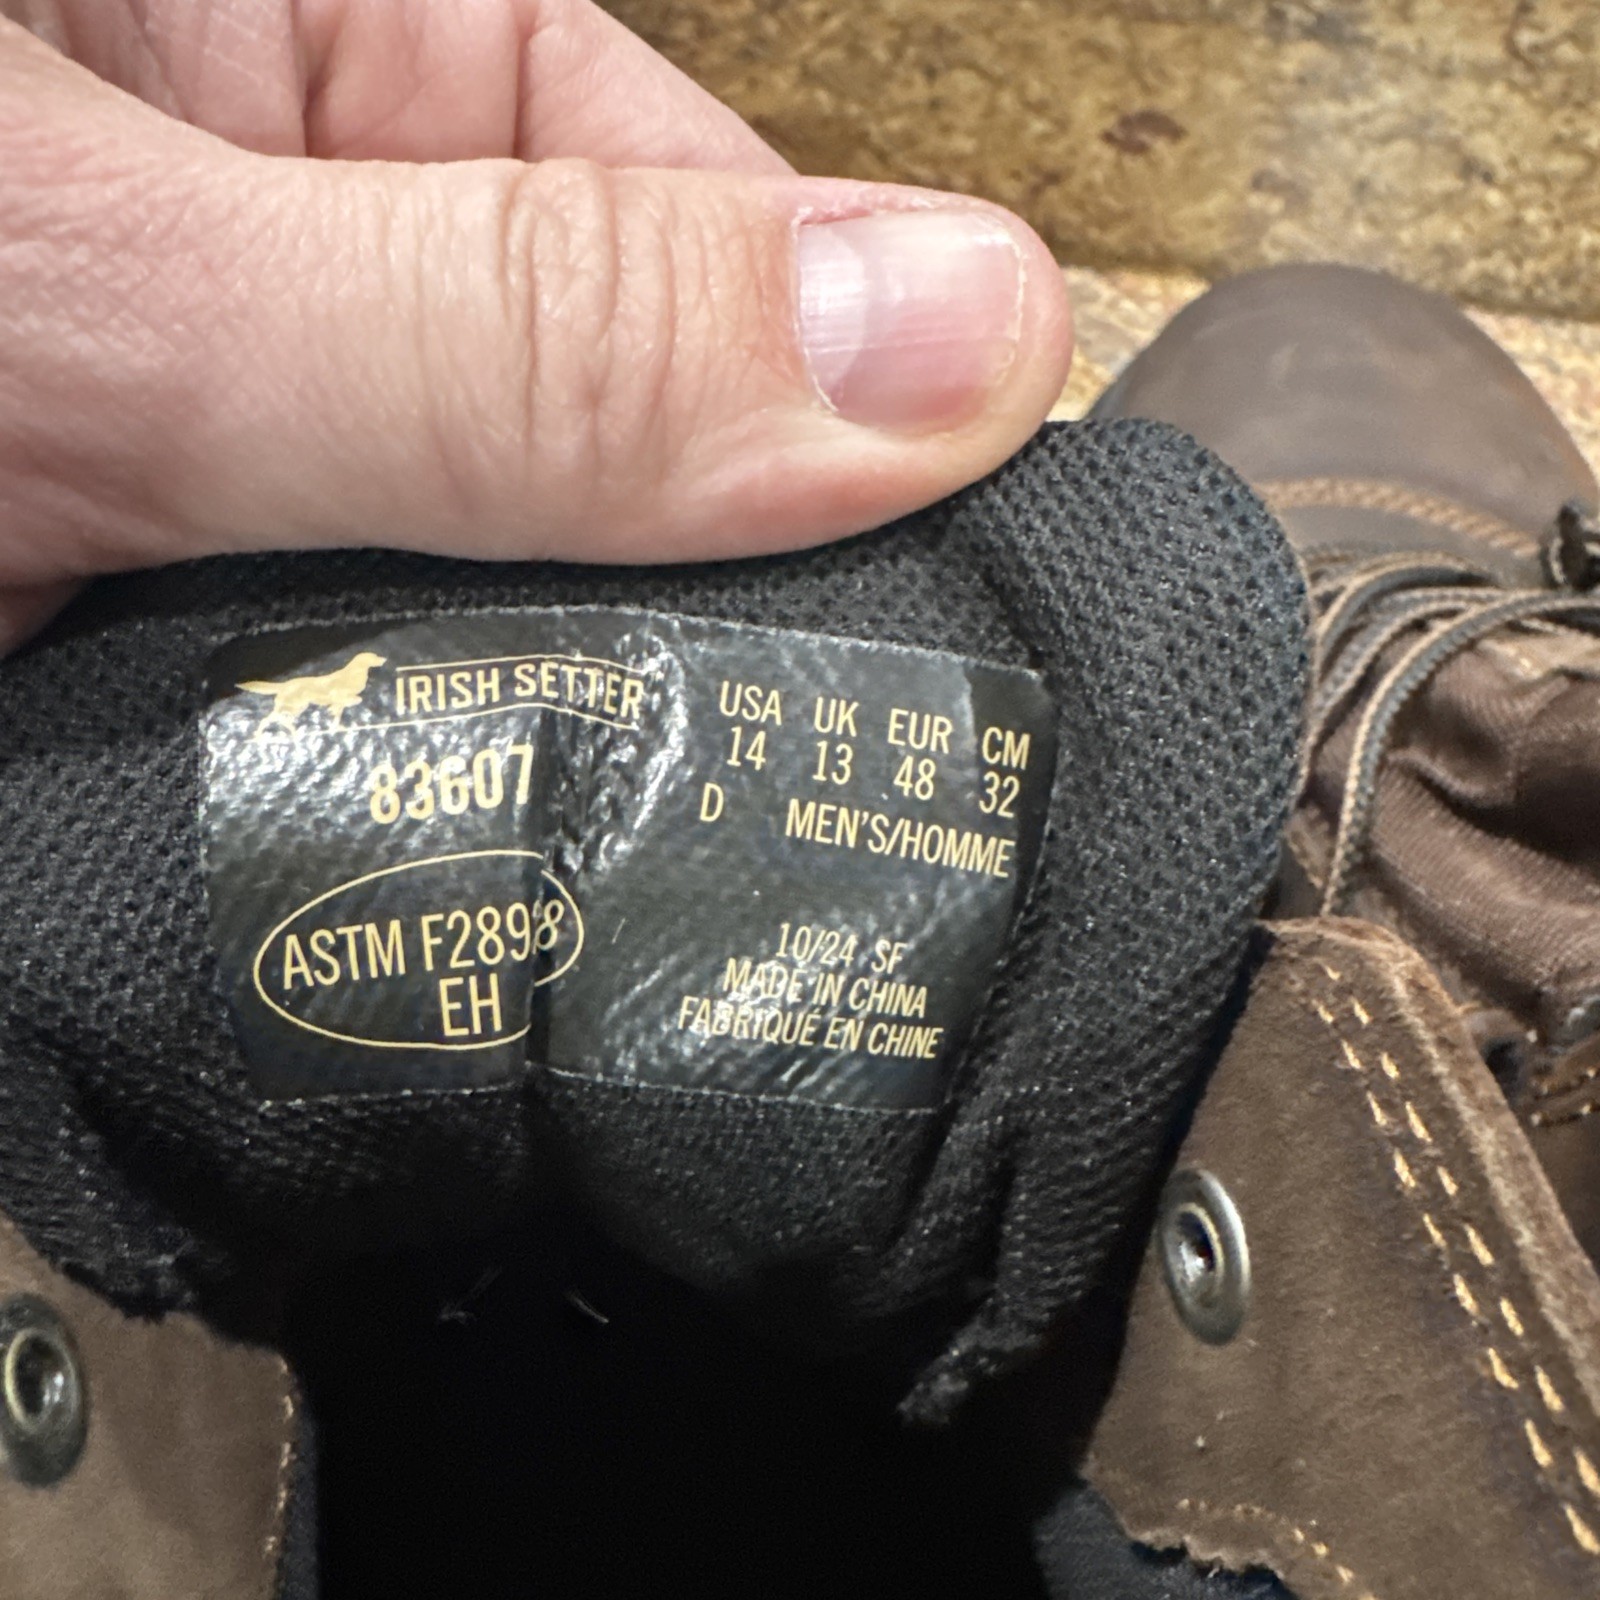 IRISH SETTER
83607
ASTM F2892
EH
USA UK EUR CM
14 13 48 32
D MEN'S/HOMME
10/24 SF
MADE IN CHINA
FABRIQUÉ EN CHINE